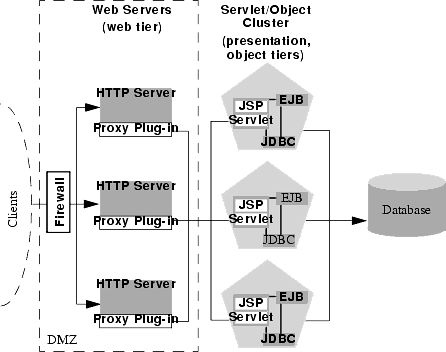 Web Servers
(web tier)
Servlet/Object
Cluster
(presentation,
object tiers)
Clients
Firewall
HTTP Server
Proxy Plug-in
HTTP Server
Proxy Plug-in
HTTP Server
Proxy Plug-in
DMZ
JSP
EJB
Servlet
JDBC
JSP
EJB
Servlet
JDBC
JSP
EJB
Servlet
JDBC
Database